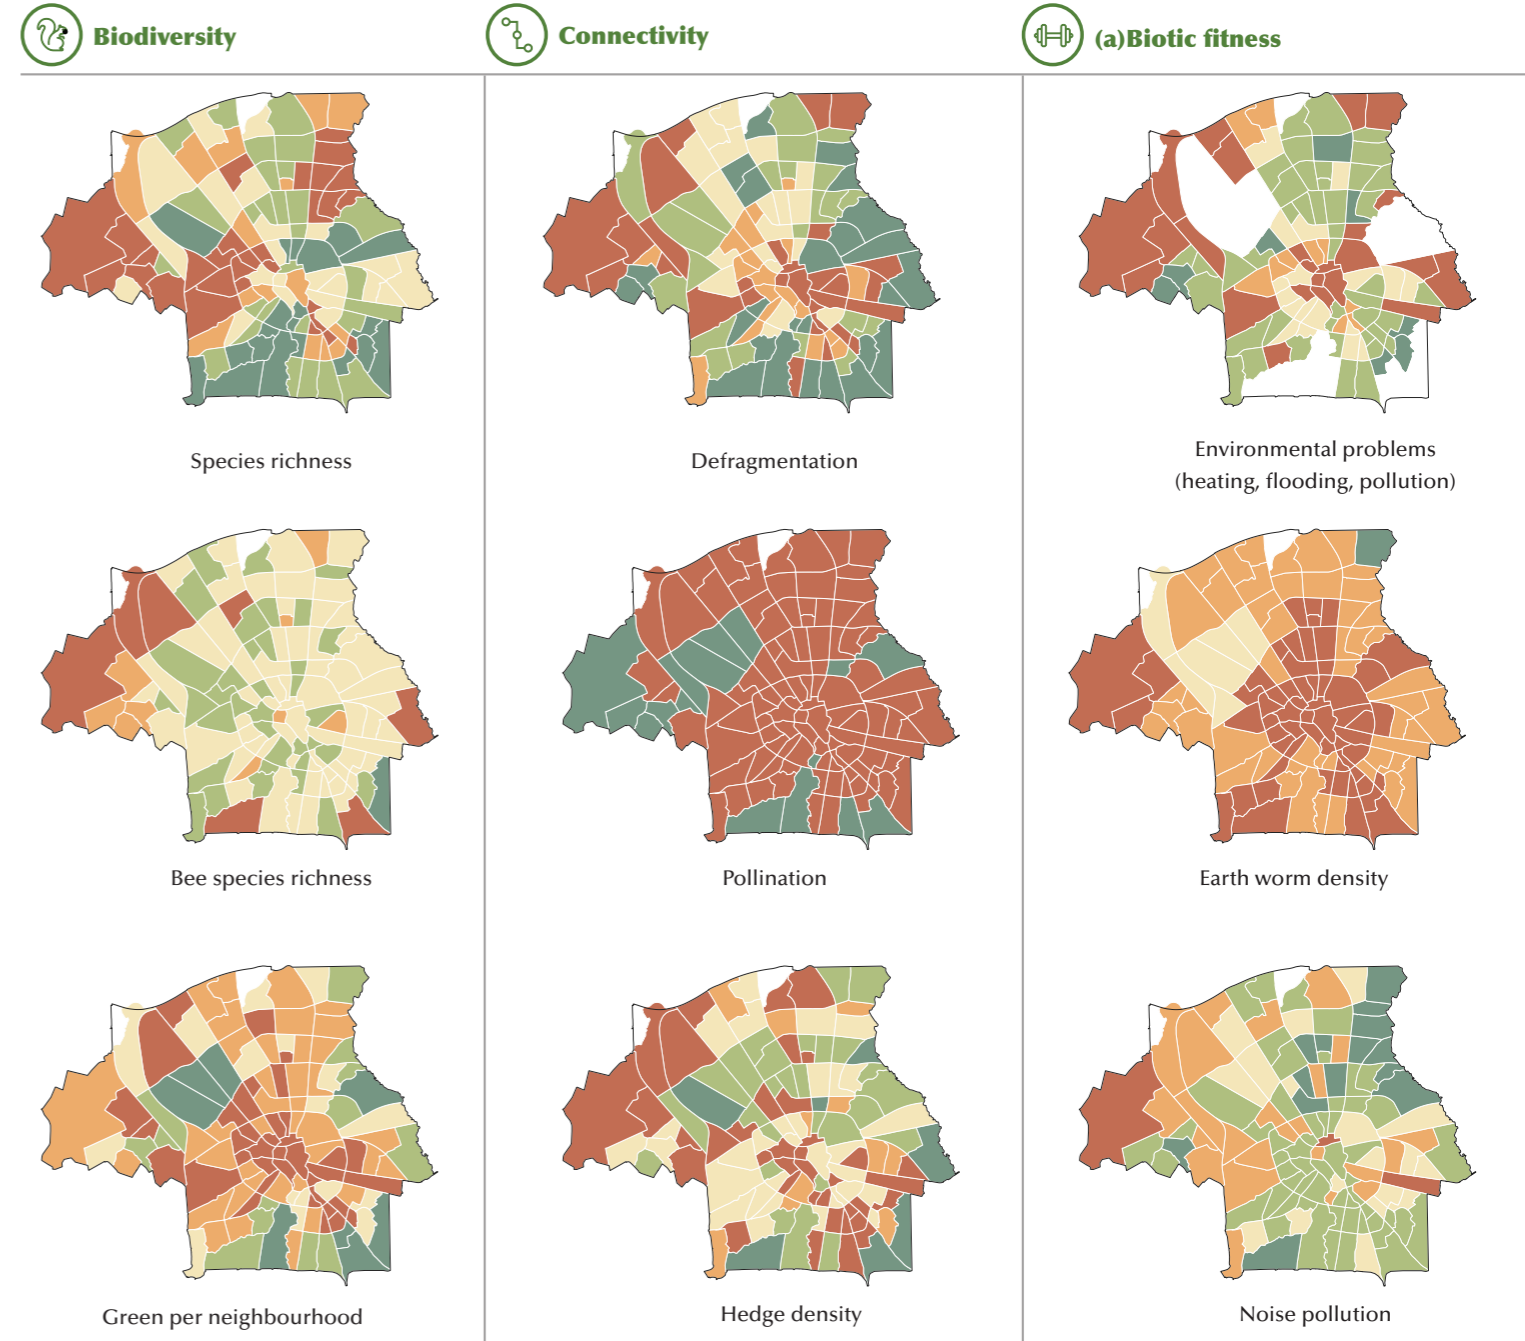 Biodiversity
Connectivity
(a)Biotic fitness
Species richness
Defragmentation
Environmental problems
(heating, flooding, pollution)
Bee species richness
Pollination
Earth worm density
Green per neighbourhood
Hedge density
Noise pollution